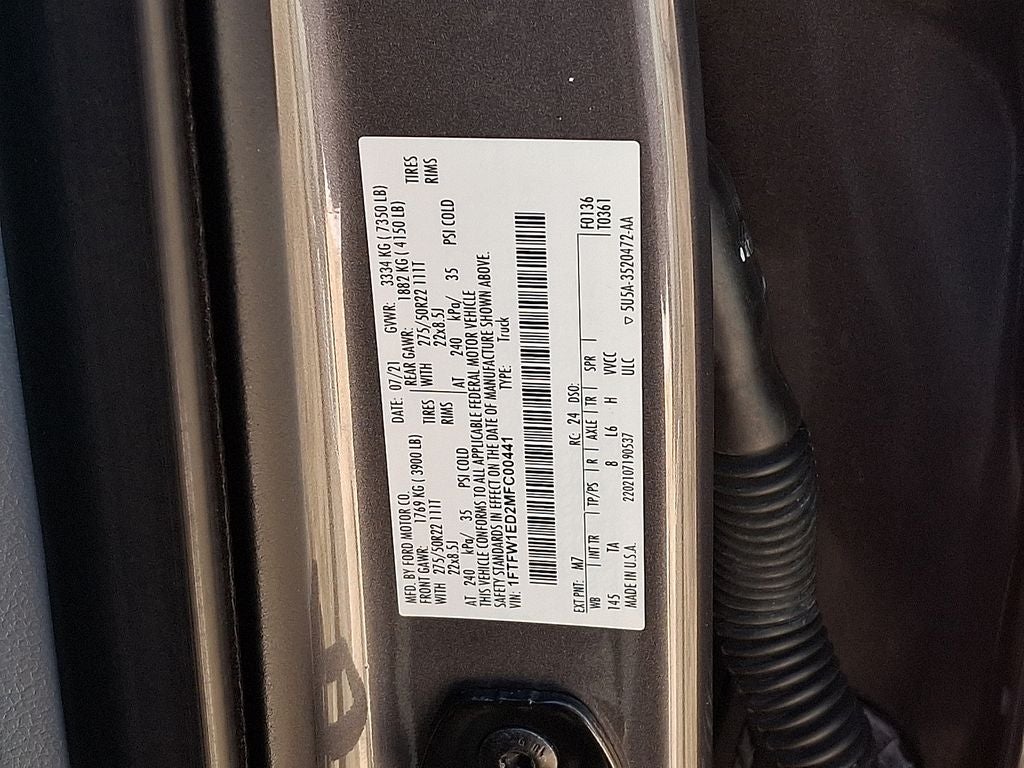 MFD. BY FORD MOTOR CO. DATE: 07/21 GVWR: 3334 KG ( 7350 LB)
FRONT GAWR: 1769 KG ( 3900 LB) TIRES REAR GAWR: 1882 KG ( 4150 LB) TIRES
WITH 275/50R22 111T RIMS WITH 275/50R22 111T RIMS
22x8.5J 22x8.5J
AT 240 kPa/ 35 PSI COLD AT 240 kPa/ 35 PSI COLD
THIS VEHICLE CONFORMS TO ALL APPLICABLE FEDERAL MOTOR VEHICLE
SAFETY STANDARDS IN EFFECT ON THE DATE OF MANUFACTURE SHOWN ABOVE.
VIN: 1FTFW1ED2MFC00441 TYPE: Truck
EXT PNT: M7 RC: 24 DSO: F0136
WB INT TR TP/PS R AXLE TR SPR T0361
145 TA 8 L6 H VVCC
MADE IN U.S.A. 2202107190537 ULC ▽ 5U5A-3520472-AA